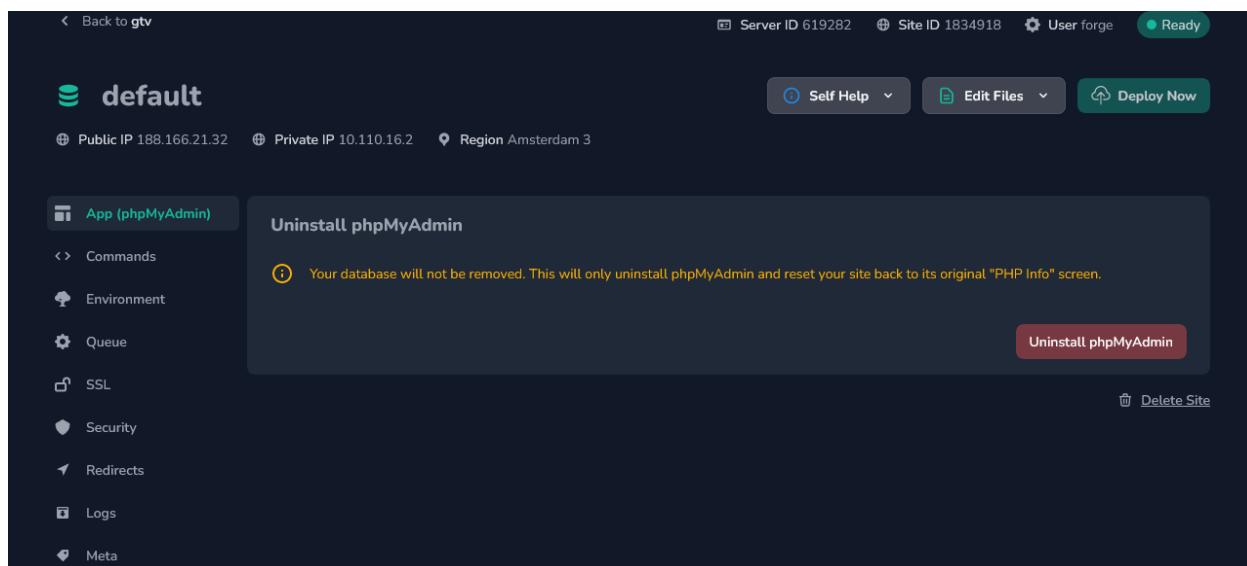 Back to gtv
Server ID 619282 Site ID 1834918 User forge Ready
default
Self Help Edit Files Deploy Now
Public IP 188.166.21.32 Private IP 10.110.16.2 Region Amsterdam 3
App (phpMyAdmin)
Commands
Environment
Queue
SSL
Security
Redirects
Logs
Meta
Uninstall phpMyAdmin
Your database will not be removed. This will only uninstall phpMyAdmin and reset your site back to its original "PHP Info" screen.
Uninstall phpMyAdmin
Delete Site